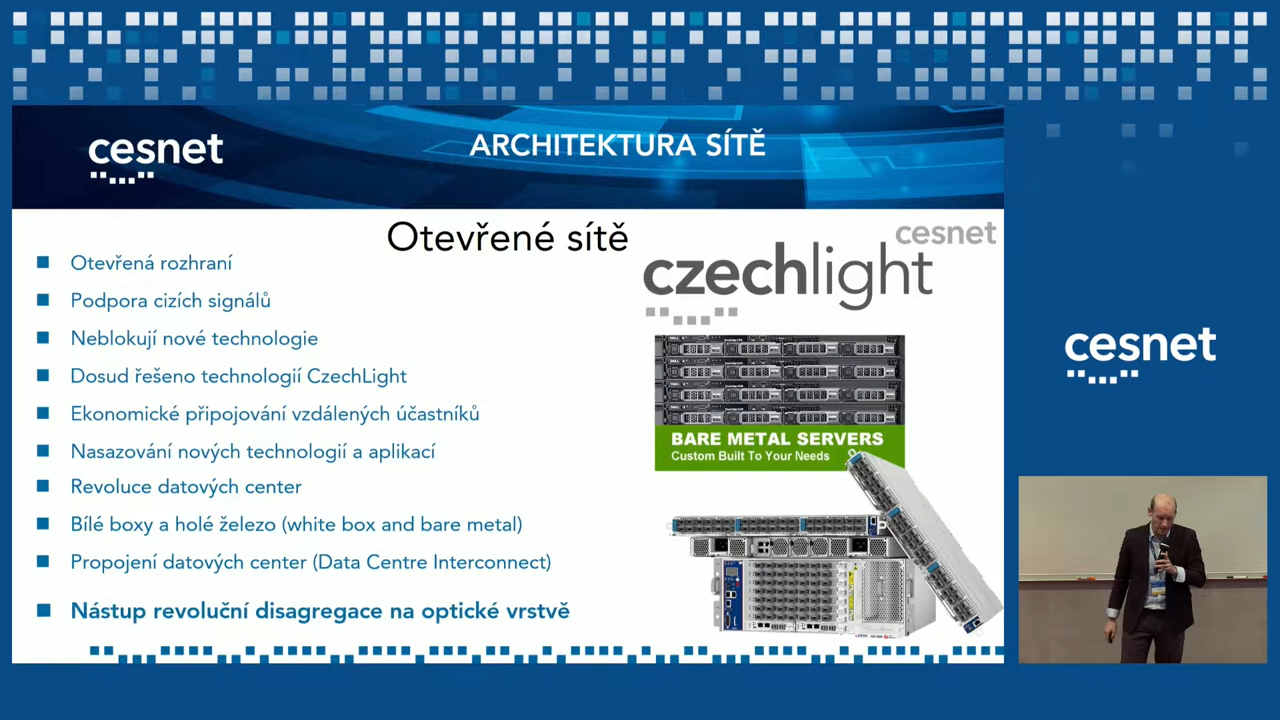 cesnet
ARCHITEKTURA SÍTĚ
Otevřené sítě
cesnet
czechlight
Otevřená rozhraní
Podpora cizích signálů
Neblokují nové technologie
Dosud řešeno technologií CzechLight
Ekonomické připojování vzdálených účastníků
Nasazování nových technologií a aplikací
Revoluce datových center
Bílé boxy a holé železo (white box and bare metal)
Propojení datových center (Data Centre Interconnect)
Nástup revoluční disagregace na optické vrstvě
BARE METAL SERVERS
Custom Built To Your Needs
cesnet